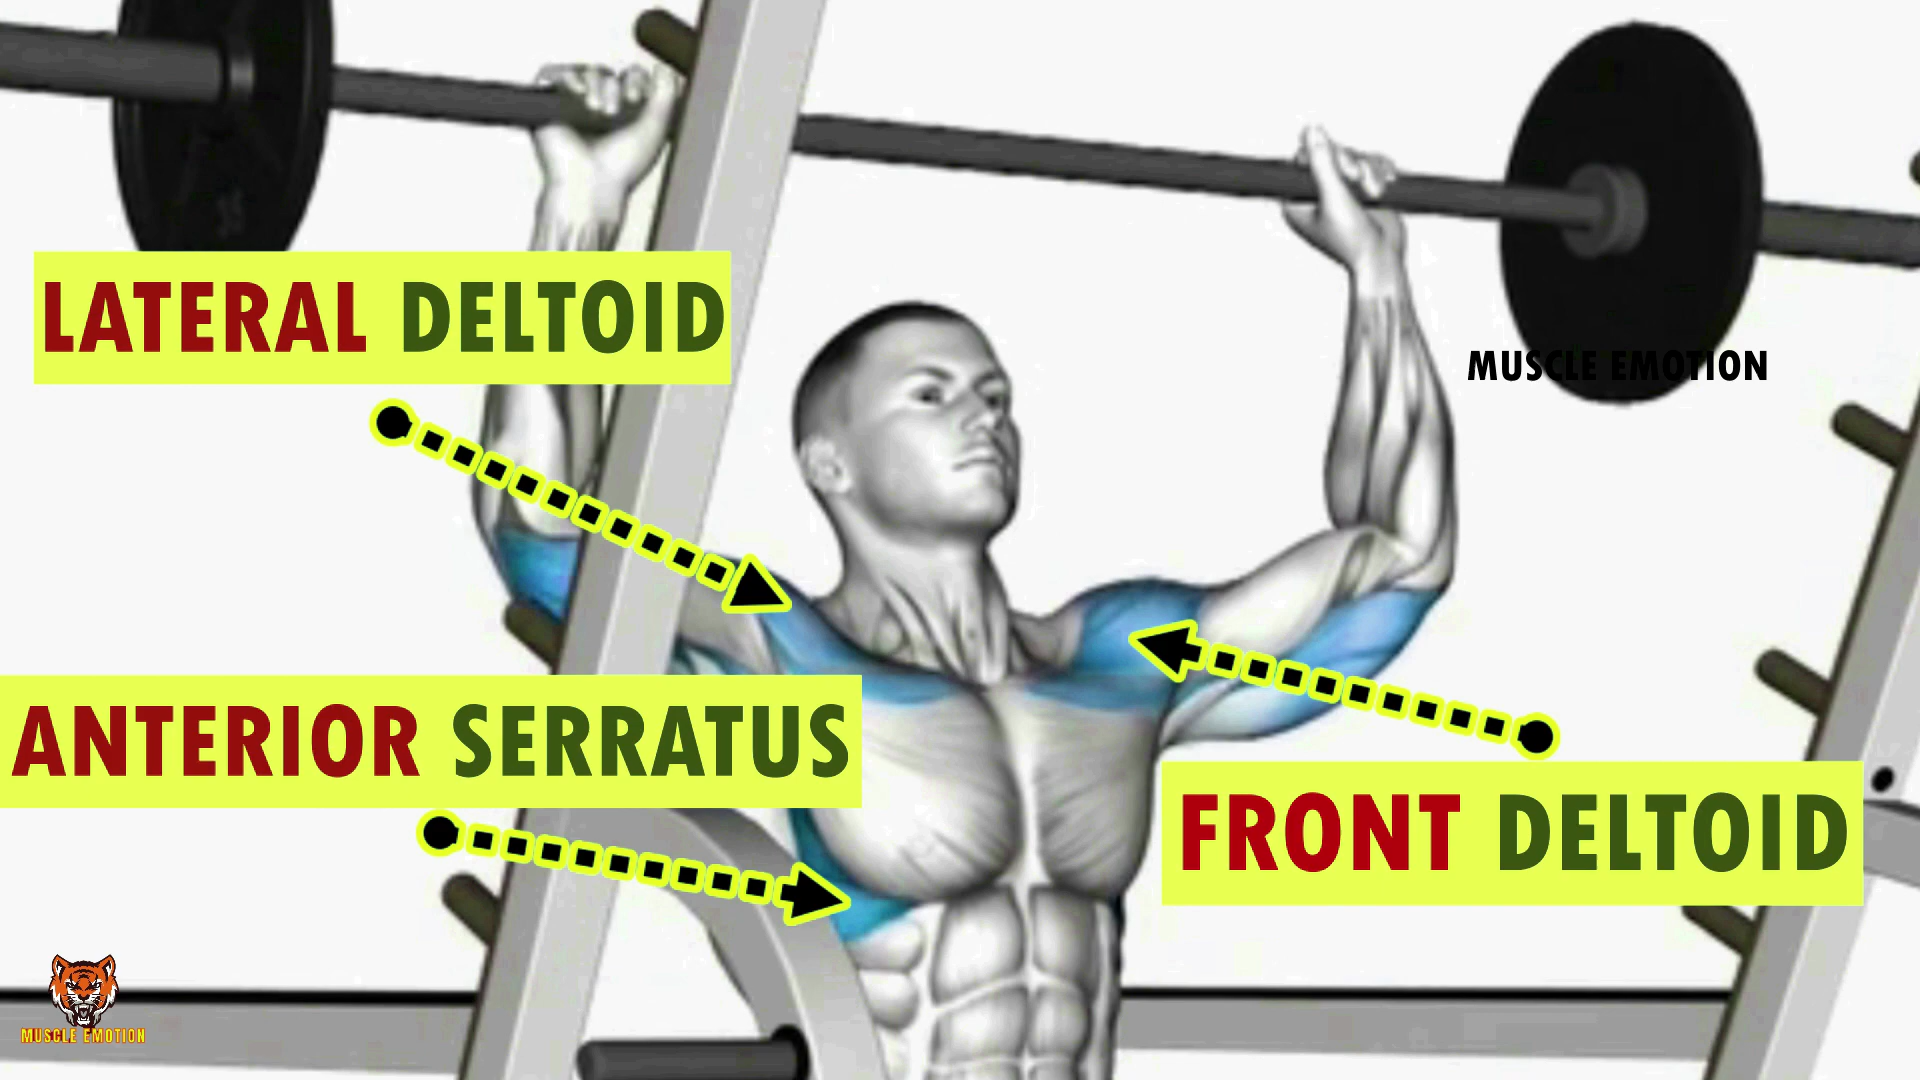 LATERAL DELTOID
MUSCLE EMOTION
ANTERIOR SERRATUS
FRONT DELTOID
MUSCLE EMOTION